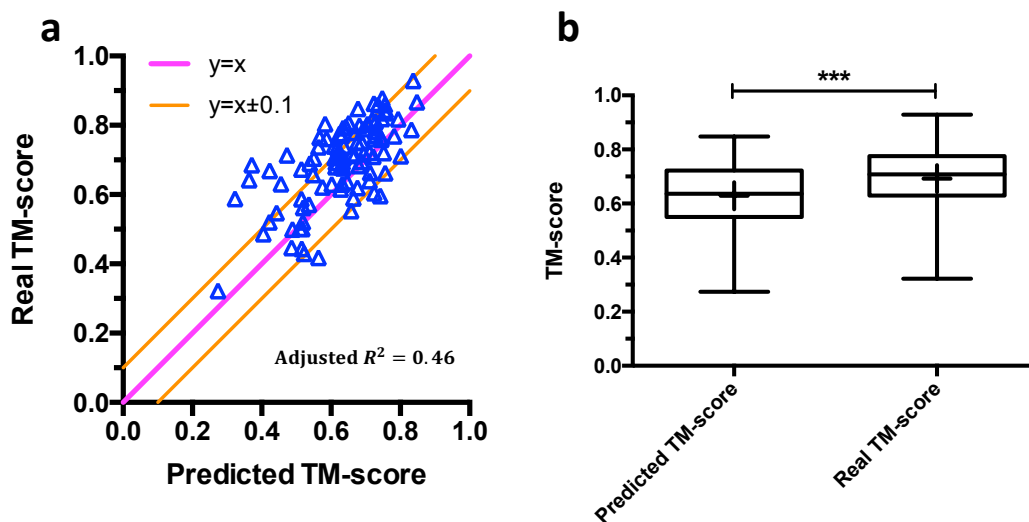 a
y=x
y=x±0.1
1.0
0.8
0.6
0.4
0.2
0.0
Real TM-score
Adjusted R² = 0.46
0.0 0.2 0.4 0.6 0.8 1.0
Predicted TM-score
b
***
1.0
0.8
0.6
0.4
0.2
0.0
TM-score
Predicted TM-score
Real TM-score